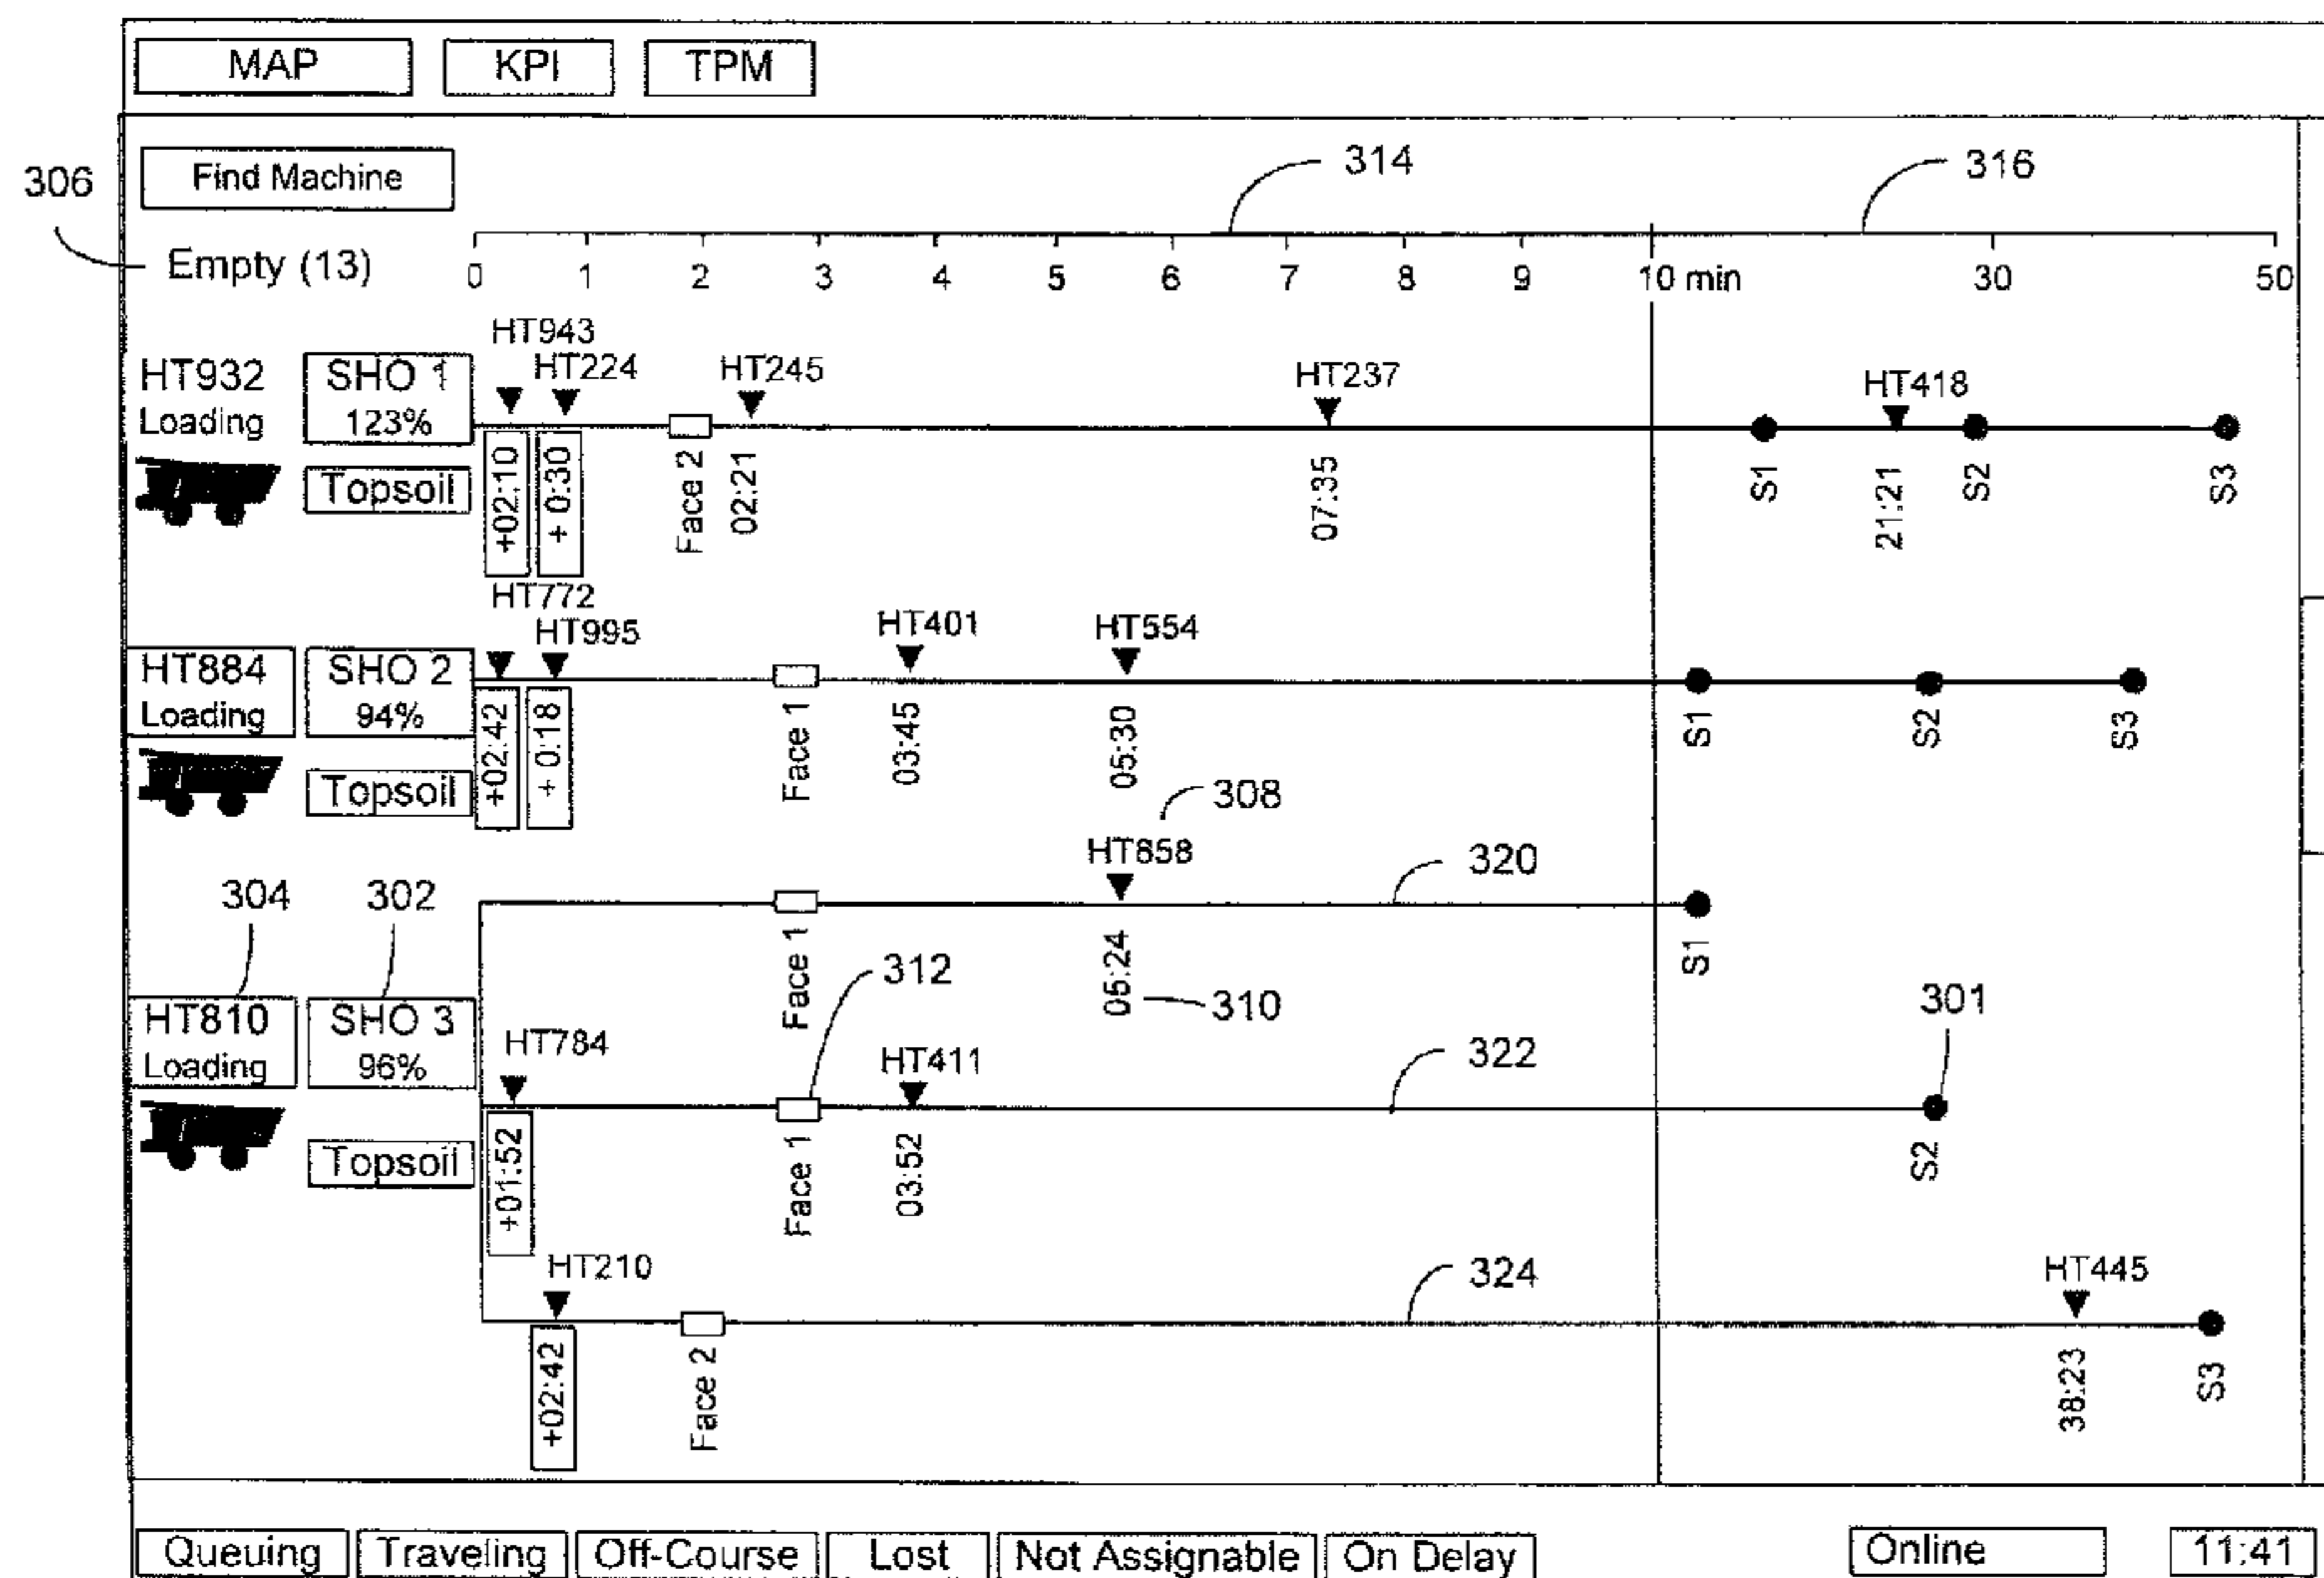 MAP KPI TPM
314 316
306 Find Machine
Empty (13)
0 1 2 3 4 5 6 7 8 9 10 min 30 50
HT943
HT932 SHO 1 HT224 HT245 HT237 HT418
Loading 123%
Topsoil +02:10 + 0:30 Face 2 02:21 07:35 S1 21:21 S2 S3
HT772
HT995 HT401 HT554
HT884 SHO 2
Loading 94%
Topsoil +02:42 + 0:18 Face 1 03:45 05:30 S1 S2 S3
308
HT858
304 302 320
Face 1 05:24 S1
312 310 301
HT810 SHO 3 HT784 HT411 322
Loading 96%
Topsoil +01:52 Face 1 03:52 S2
HT210 324 HT445
+02:42 Face 2 38:23 S3
Queuing Traveling Off-Course Lost Not Assignable On Delay Online 11:41